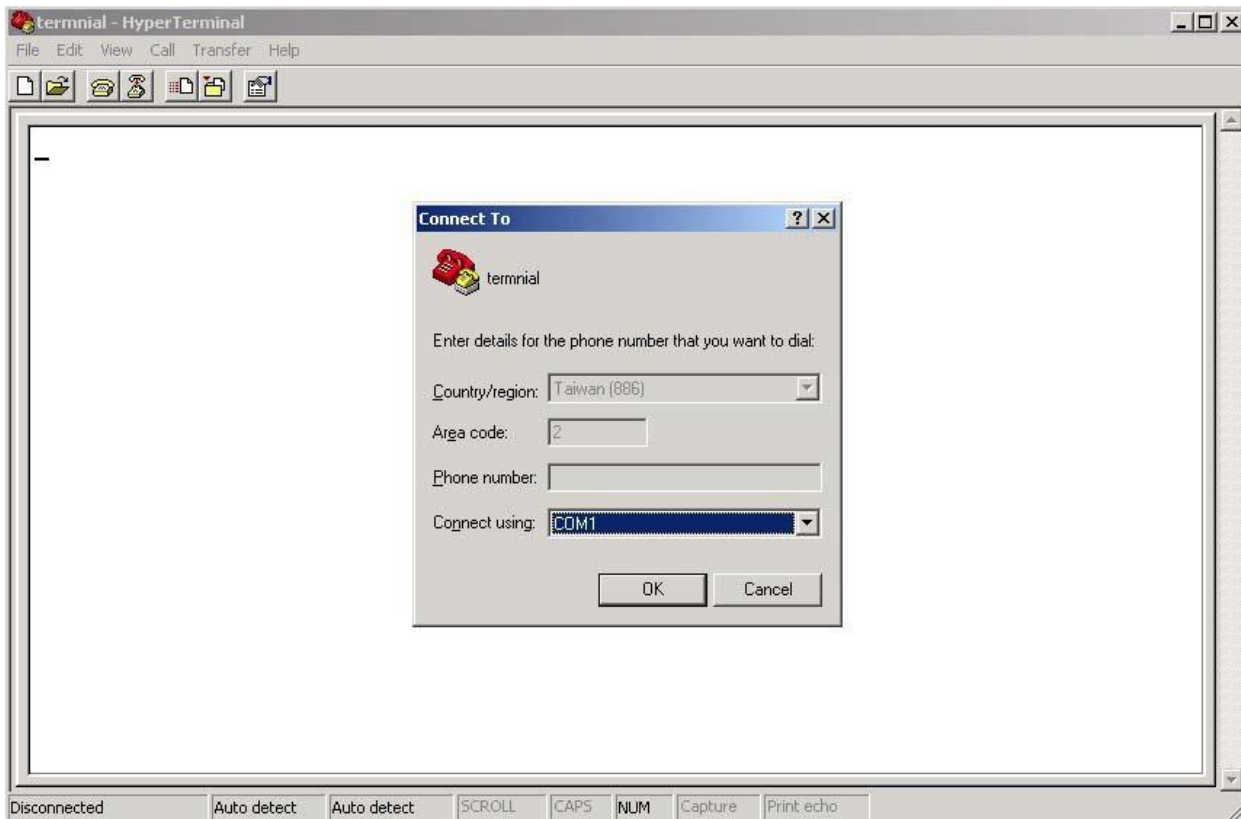 termnial - HyperTerminal
File Edit View Call Transfer Help
Connect To
termnial
Enter details for the phone number that you want to dial:
Country/region: Taiwan (886)
Area code: 2
Phone number:
Connect using: COM1
OK Cancel
Disconnected Auto detect Auto detect SCROLL CAPS NUM Capture Print echo